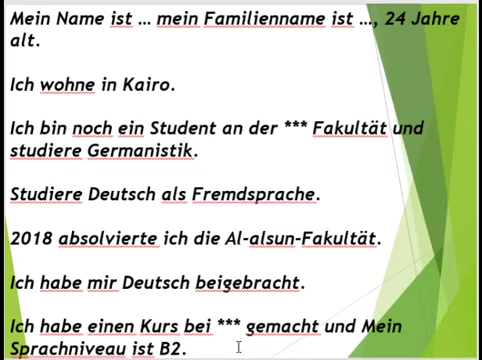 Mein Name ist … mein Familienname ist …, 24 Jahre
alt.
Ich wohne in Kairo.
Ich bin noch ein Student an der *** Fakultät und
studiere Germanistik.
Studiere Deutsch als Fremdsprache.
2018 absolvierte ich die Al-alsun-Fakultät.
Ich habe mir Deutsch beigebracht.
Ich habe einen Kurs bei *** gemacht und Mein
Sprachniveau ist B2.